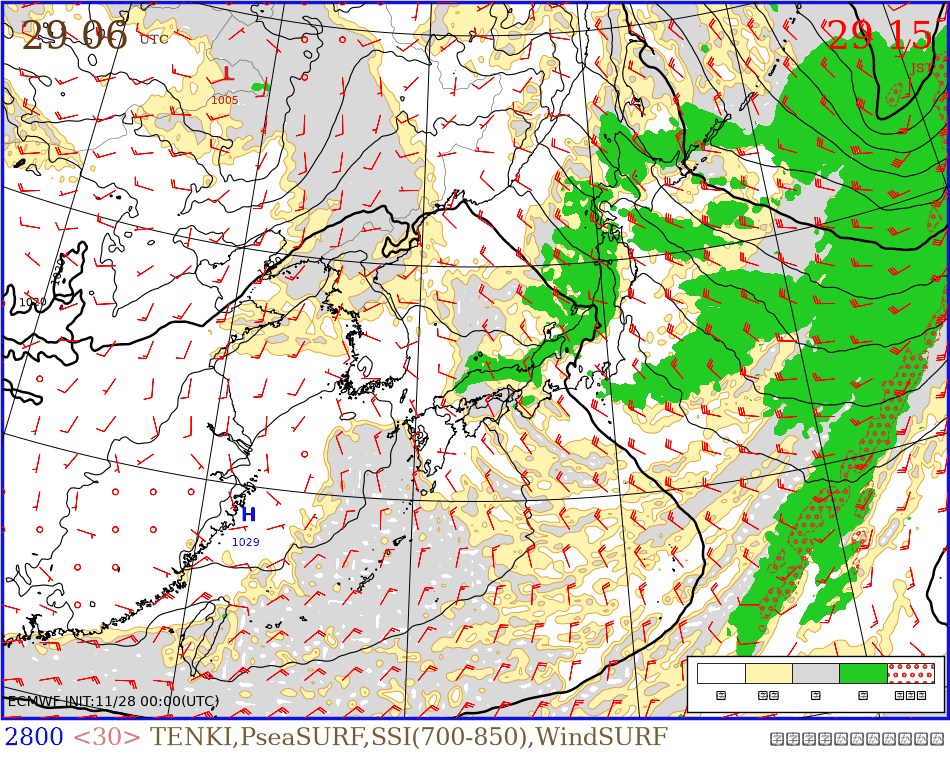 29 06 UTC
29 15
JST
L
1005
1020
H
1029
ECMWF INIT:11/28 00:00(UTC)
2800 <30> TENKI,PseaSURF,SSI(700-850),WindSURF